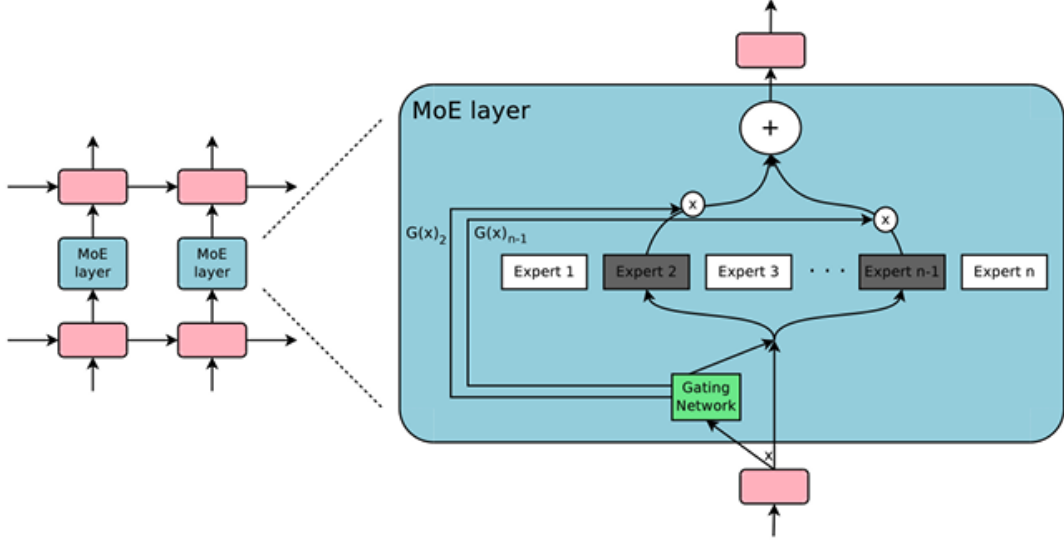 MoE layer
+
x
x
G(x)2
G(x)n-1
MoE
layer
MoE
layer
Expert 1
Expert 2
Expert 3
. . .
Expert n-1
Expert n
Gating
Network
x